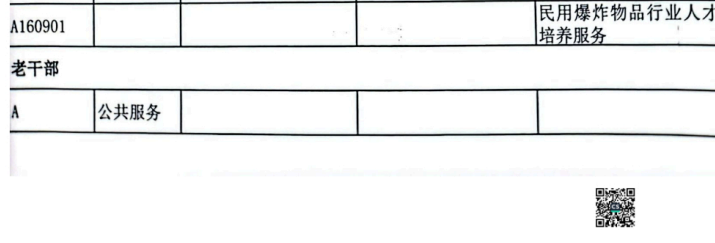 A160901
民用爆炸物品行业人才
培养服务
老干部
A 公共服务